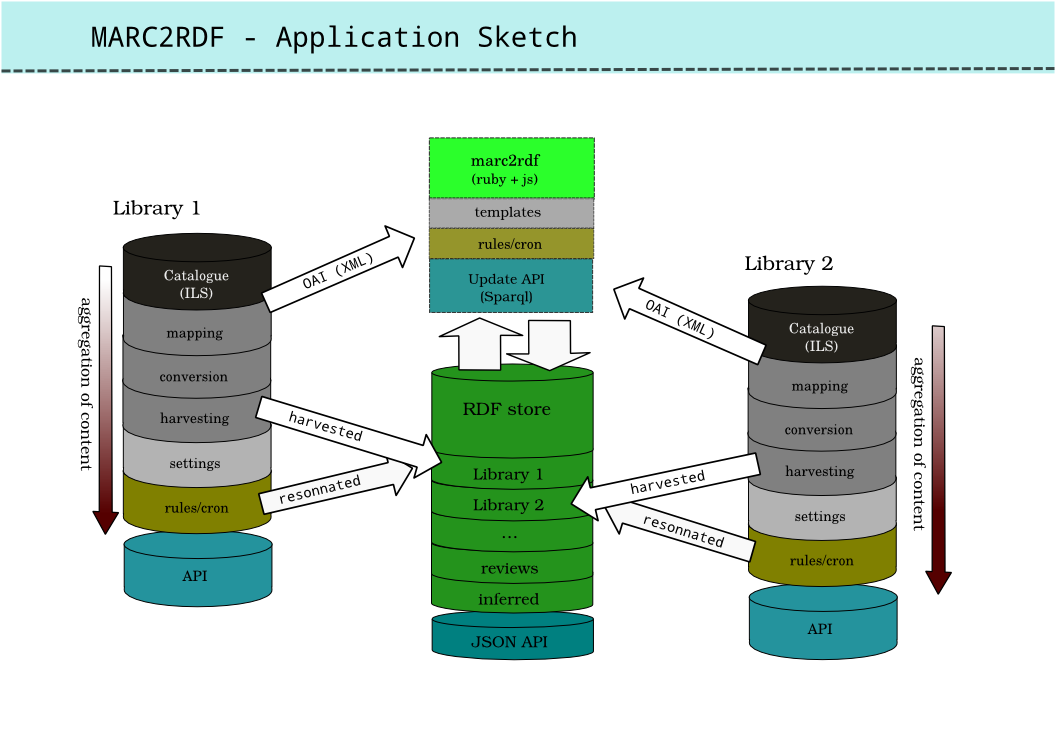 MARC2RDF - Application Sketch
marc2rdf
(ruby + js)
templates
rules/cron
Update API
(Sparql)
Library 1
Catalogue
(ILS)
mapping
conversion
harvesting
settings
rules/cron
API
aggregation of content
OAI (XML)
harvested
resonnated
RDF store
Library 1
Library 2
...
reviews
inferred
JSON API
Library 2
Catalogue
(ILS)
mapping
conversion
harvesting
settings
rules/cron
API
aggregation of content
OAI (XML)
harvested
resonnated